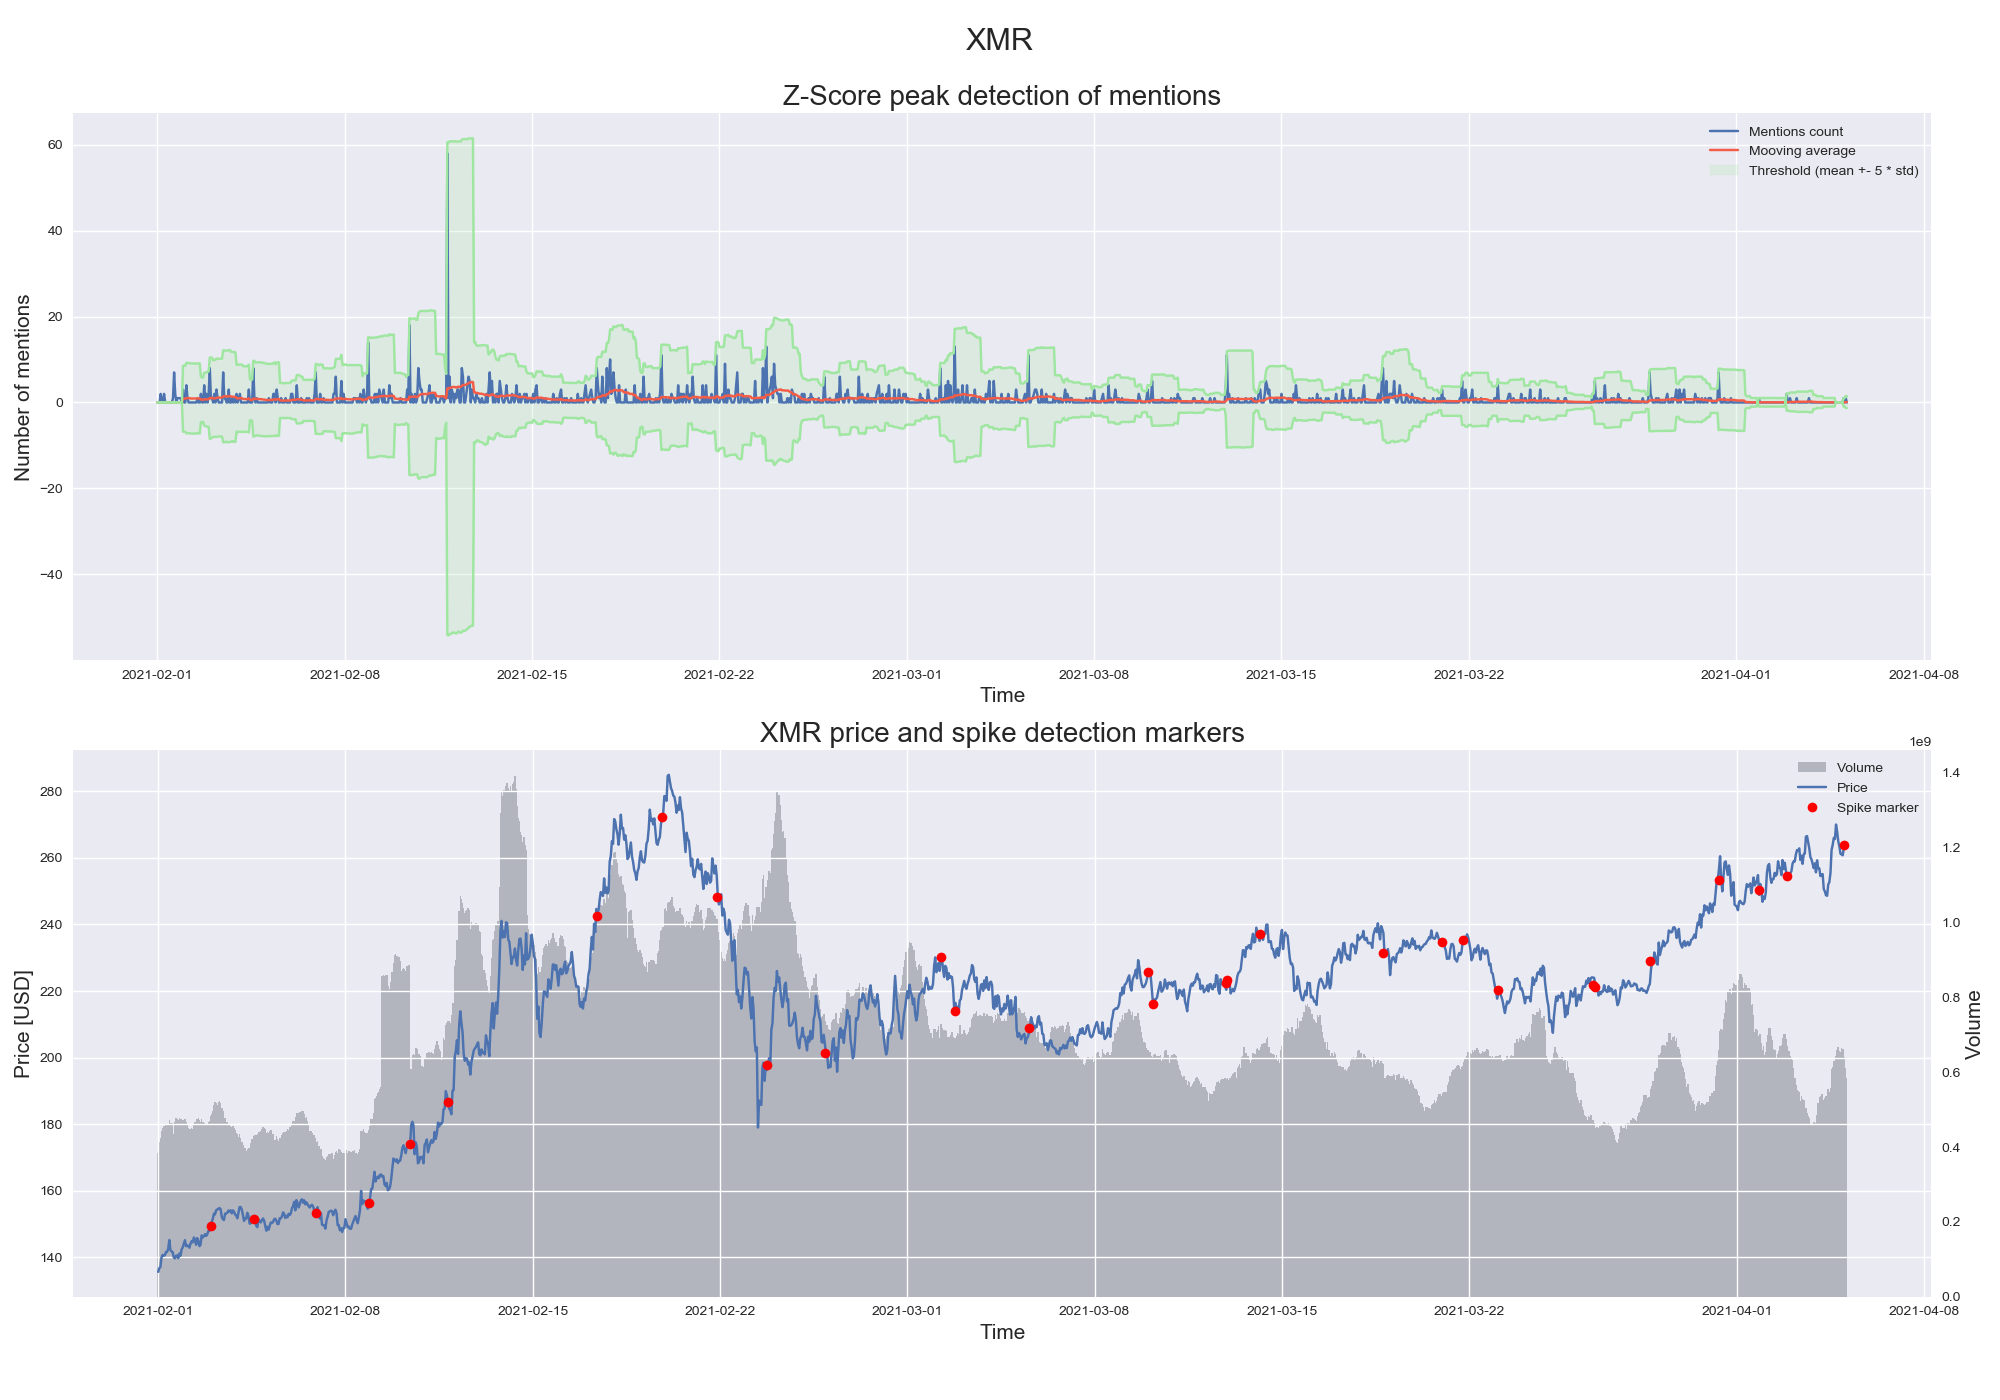 XMR
Z-Score peak detection of mentions
Mentions count
Mooving average
Threshold (mean +- 5 * std)
Number of mentions
60
40
20
0
−20
−40
2021-02-01 2021-02-08 2021-02-15 2021-02-22 2021-03-01 2021-03-08 2021-03-15 2021-03-22 2021-04-01 2021-04-08
Time
XMR price and spike detection markers
1e9
Volume
Price
Spike marker
Price [USD]
280
260
240
220
200
180
160
140
1.4
1.2
1.0
0.8
0.6
0.4
0.2
0.0
Volume
2021-02-01 2021-02-08 2021-02-15 2021-02-22 2021-03-01 2021-03-08 2021-03-15 2021-03-22 2021-04-01 2021-04-08
Time